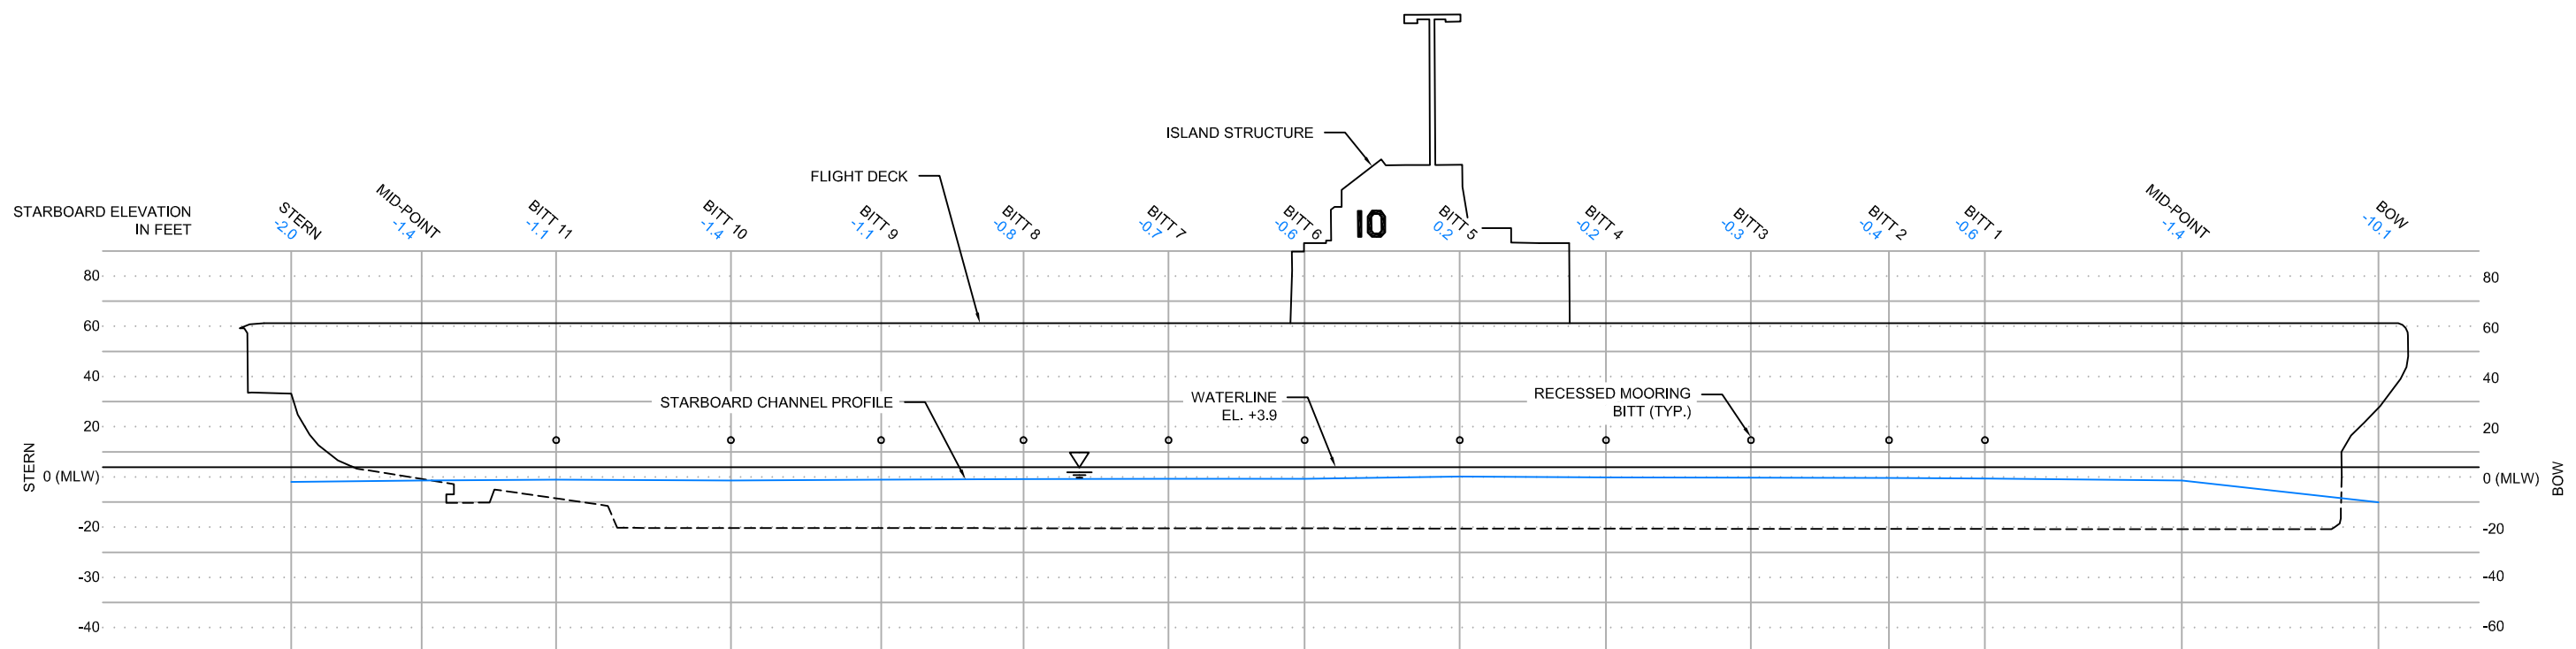 ISLAND STRUCTURE
FLIGHT DECK
STARBOARD ELEVATION
IN FEET
STERN
-2.0
MID-POINT
-1.4
BITT 11
-1.1
BITT 10
-1.4
BITT 9
-1.1
BITT 8
-0.8
BITT 7
-0.7
BITT 6
-0.6
10
BITT 5
0.2
BITT 4
-0.2
BITT3
-0.3
BITT 2
-0.4
BITT 1
-0.6
MID-POINT
-1.4
BOW
-10.1
80
80
60
60
40
40
STARBOARD CHANNEL PROFILE
WATERLINE
EL. +3.9
RECESSED MOORING
BITT (TYP.)
20
20
STERN
0 (MLW)
0 (MLW)
BOW
-20
-20
-30
-40
-40
-60